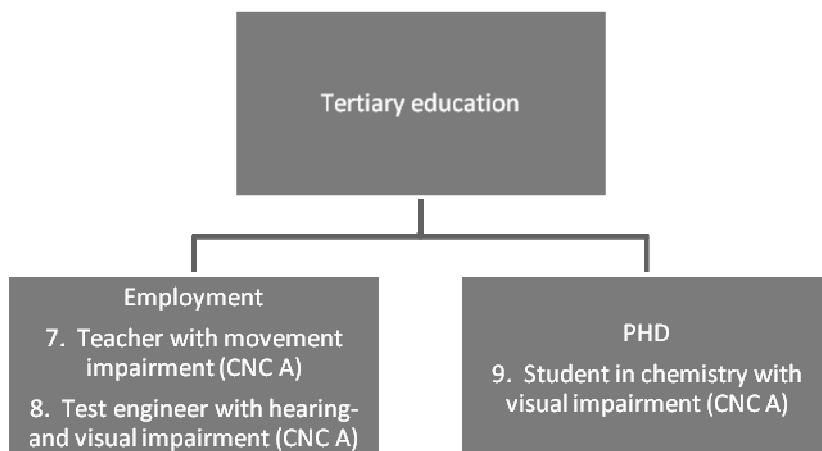 Tertiary education
Employment
7. Teacher with movement
impairment (CNC A)
8. Test engineer with hearing-
and visual impairment (CNC A)
PHD
9. Student in chemistry with
visual impairment (CNC A)